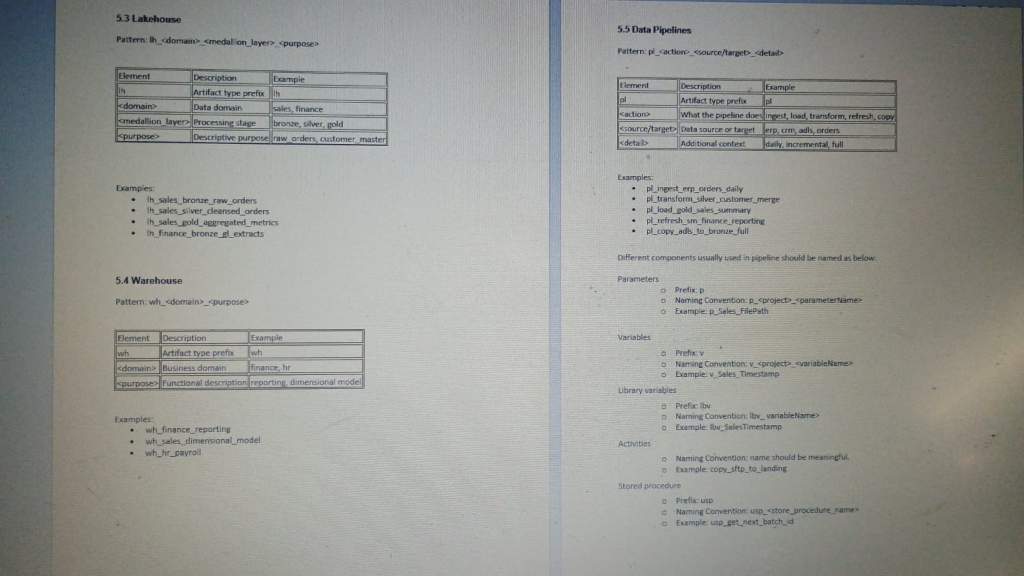 5.3 Lakehouse
Pattern: lh_<domain>_<medallion_layer>_<purpose>
Element Description Example
lh Artifact type prefix lh
<domain> Data domain sales, finance
<medallion_layer> Processing stage bronze, silver, gold
<purpose> Descriptive purpose raw_orders, customer_master
Examples:
• lh_sales_bronze_raw_orders
• lh_sales_silver_cleansed_orders
• lh_sales_gold_aggregated_metrics
• lh_finance_bronze_gl_extracts
5.4 Warehouse
Pattern: wh_<domain>_<purpose>
Element Description Example
wh Artifact type prefix wh
<domain> Business domain finance, hr
<purpose> Functional description reporting, dimensional model
Examples:
• wh_finance_reporting
• wh_sales_dimensional_model
• wh_hr_payroll
5.5 Data Pipelines
Pattern: pl_<action>_<source/target>_<detail>
Element Description Example
pl Artifact type prefix pl
<action> What the pipeline does ingest, load, transform, refresh, copy
<source/target> Data source or target erp, crm, adls, orders
<detail> Additional context daily, incremental, full
Examples:
• pl_ingest_erp_orders_daily
• pl_transform_silver_customer_merge
• pl_load_gold_sales_summary
• pl_refresh_sm_finance_reporting
• pl_copy_adls_to_bronze_full
Different components usually used in pipeline should be named as below.
Parameters
o Prefix: p
o Naming Convention: p_<project>_<parameterName>
o Example: p_Sales_FilePath
Variables
o Prefix: v
o Naming Convention: v_<project>_<variableName>
o Example: v_Sales_Timestamp
Library variables
o Prefix: lbv
o Naming Convention: lbv_ variableName>
o Example: lbv_SalesTimestamp
Activities
o Naming Convention: name should be meaningful.
o Example: copy_sftp_to_landing
Stored procedure
o Prefix: usp
o Naming Convention: usp_<store_procedure_name>
o Example: usp_get_next_batch_id